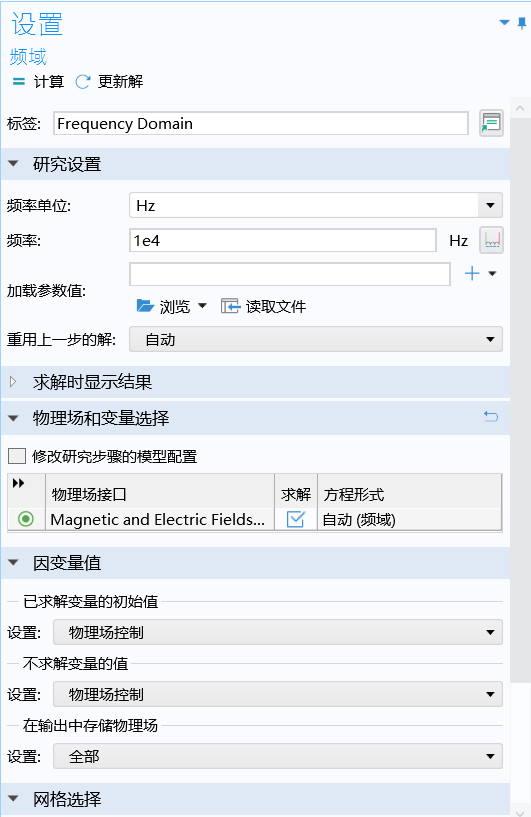 设置
频域
计算 更新解
标签: Frequency Domain
研究设置
频率单位: Hz
频率: 1e4 Hz
加载参数值:
浏览 读取文件
重用上一步的解: 自动
求解时显示结果
物理场和变量选择
修改研究步骤的模型配置
物理场接口 求解 方程形式
Magnetic and Electric Fields... 自动 (频域)
因变量值
已求解变量的初始值
设置: 物理场控制
不求解变量的值
设置: 物理场控制
在输出中存储物理场
设置: 全部
网格选择